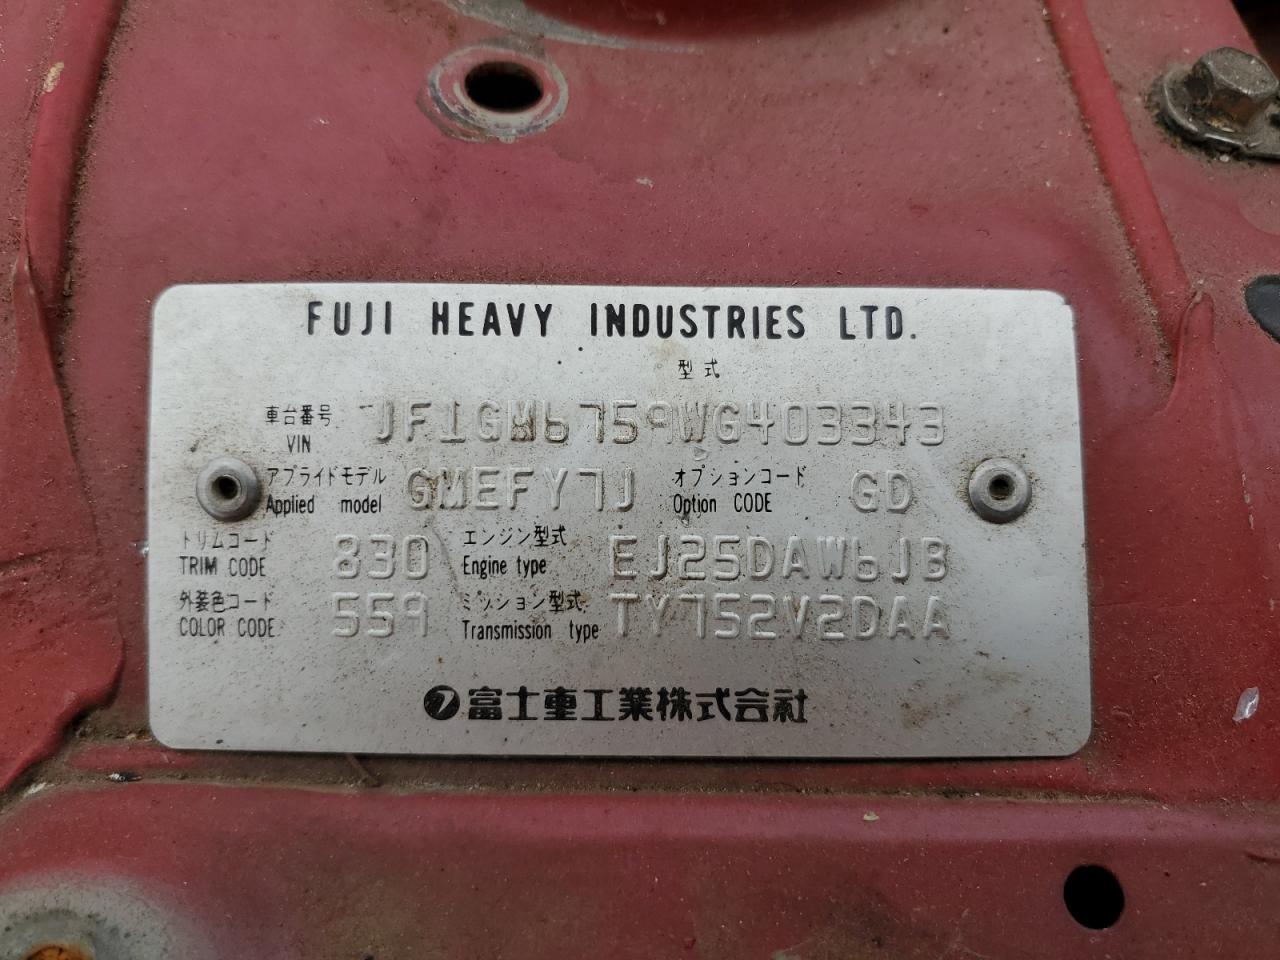 FUJI HEAVY INDUSTRIES LTD.
型式
車台番号 JF1GM6759WG403343
VIN
アプライドモデル GMEFY7J オプションコード GD
Applied model Option CODE
トリムコード 830 エンジン型式 EJ25DAW6JB
TRIM CODE Engine type
外装色コード 559 ミッション型式 TY752V2DAA
COLOR CODE Transmission type
富士重工業株式会社